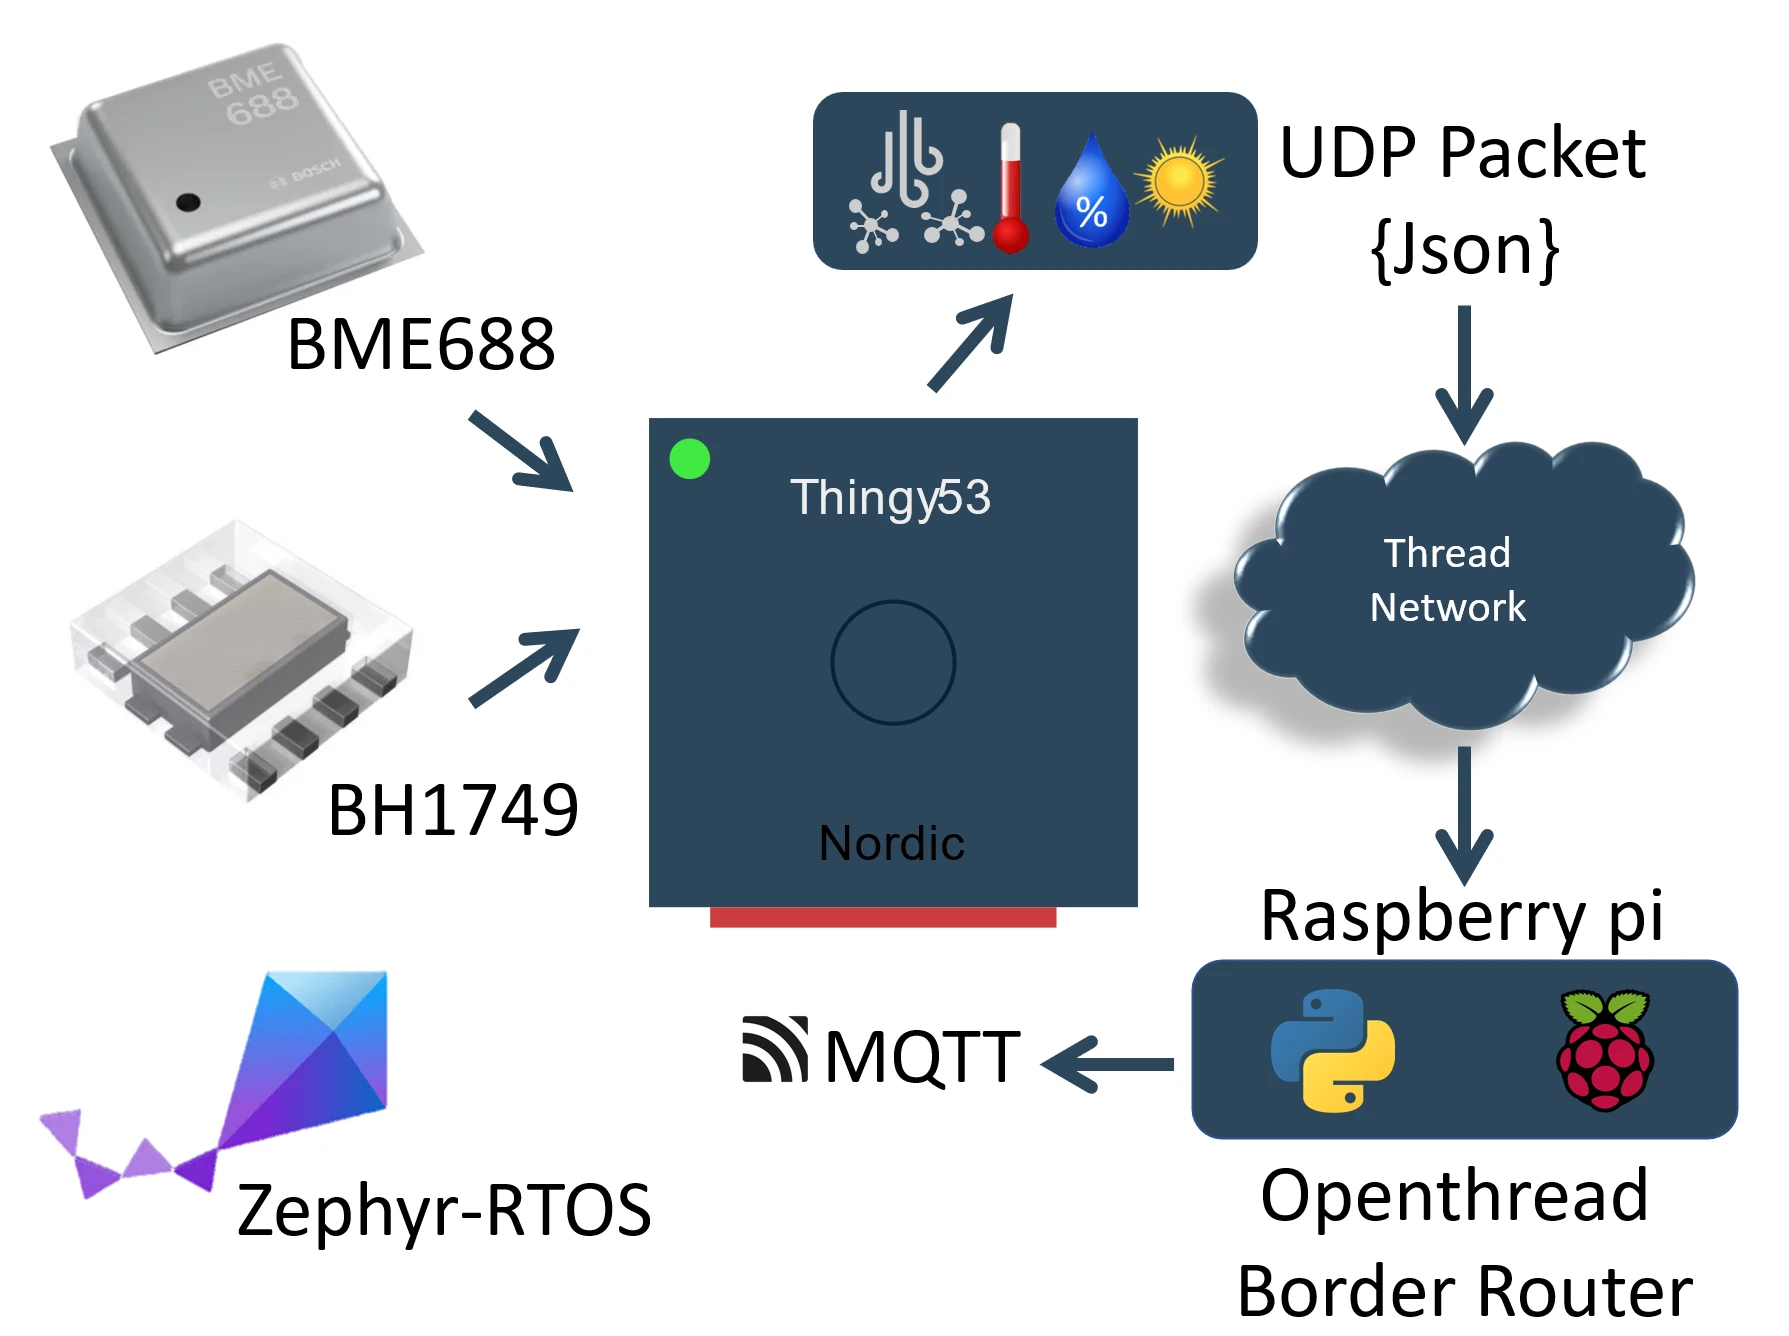 BME
688
BOSCH
BME688
%
UDP Packet
{Json}
Thingy53
Nordic
Thread
Network
BH1749
Raspberry pi
MQTT
Zephyr-RTOS
Openthread
Border Router